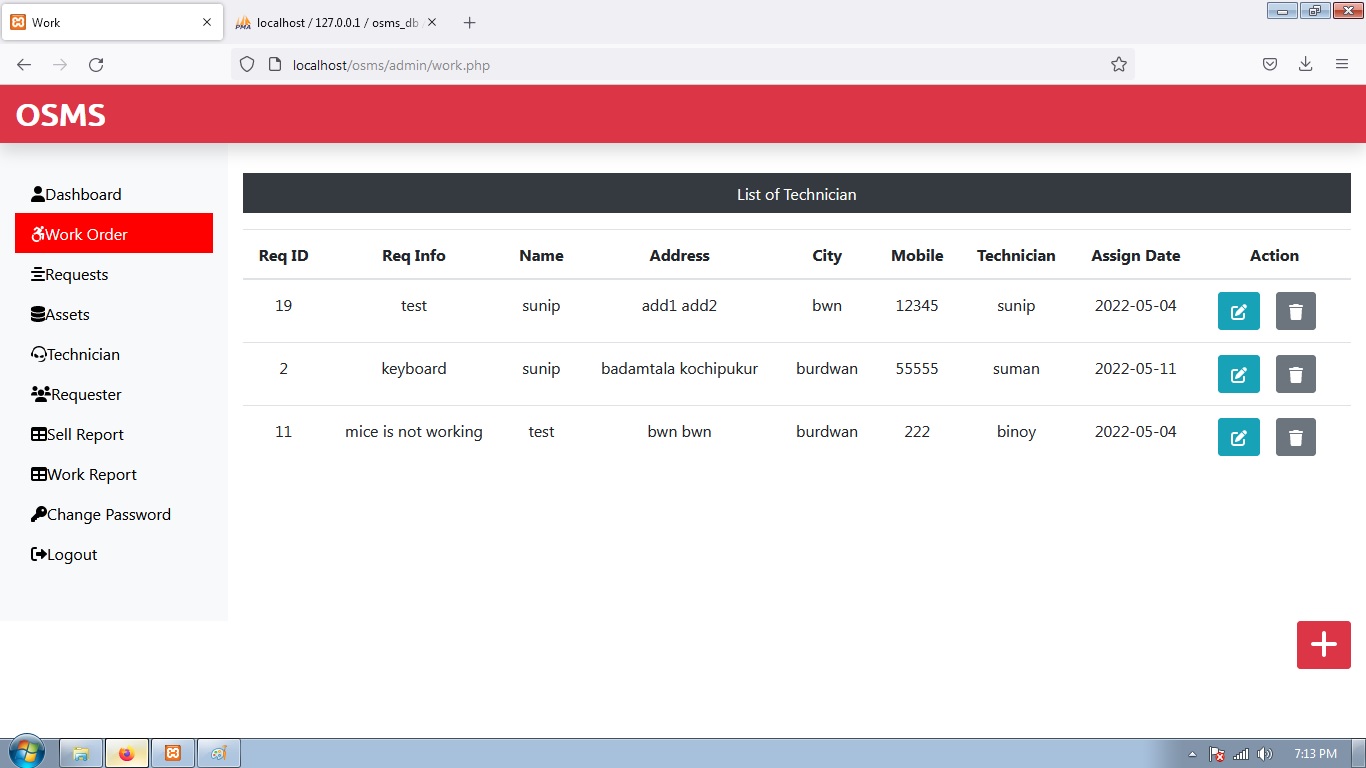 Work
localhost / 127.0.0.1 / osms_db
localhost/osms/admin/work.php
OSMS
Dashboard
Work Order
Requests
Assets
Technician
Requester
Sell Report
Work Report
Change Password
Logout
List of Technician
Req ID Req Info Name Address City Mobile Technician Assign Date Action
19 test sunip add1 add2 bwn 12345 sunip 2022-05-04
2 keyboard sunip badamtala kochipukur burdwan 55555 suman 2022-05-11
11 mice is not working test bwn bwn burdwan 222 binoy 2022-05-04
7:13 PM